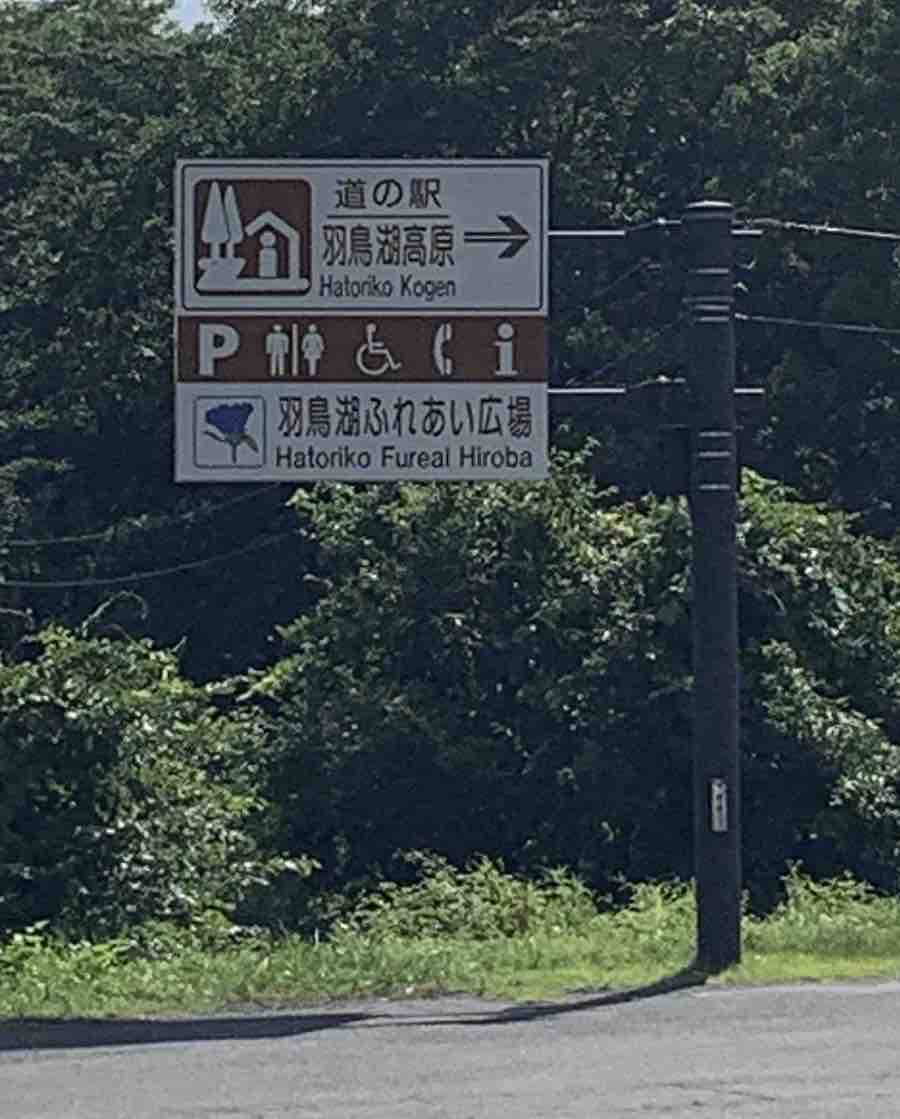 道の駅
羽鳥湖高原
Hatoriko Kogen
P
羽鳥湖ふれあい広場
Hatoriko Fureai Hiroba